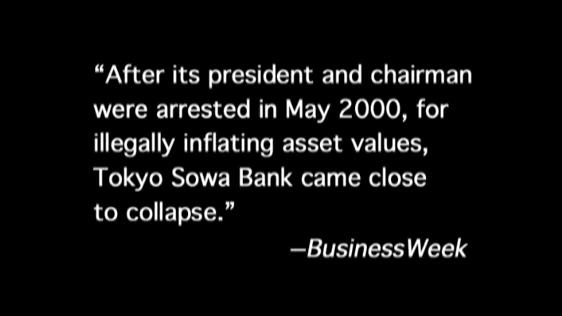 “After its president and chairman
were arrested in May 2000, for
illegally inflating asset values,
Tokyo Sowa Bank came close
to collapse.”
—BusinessWeek